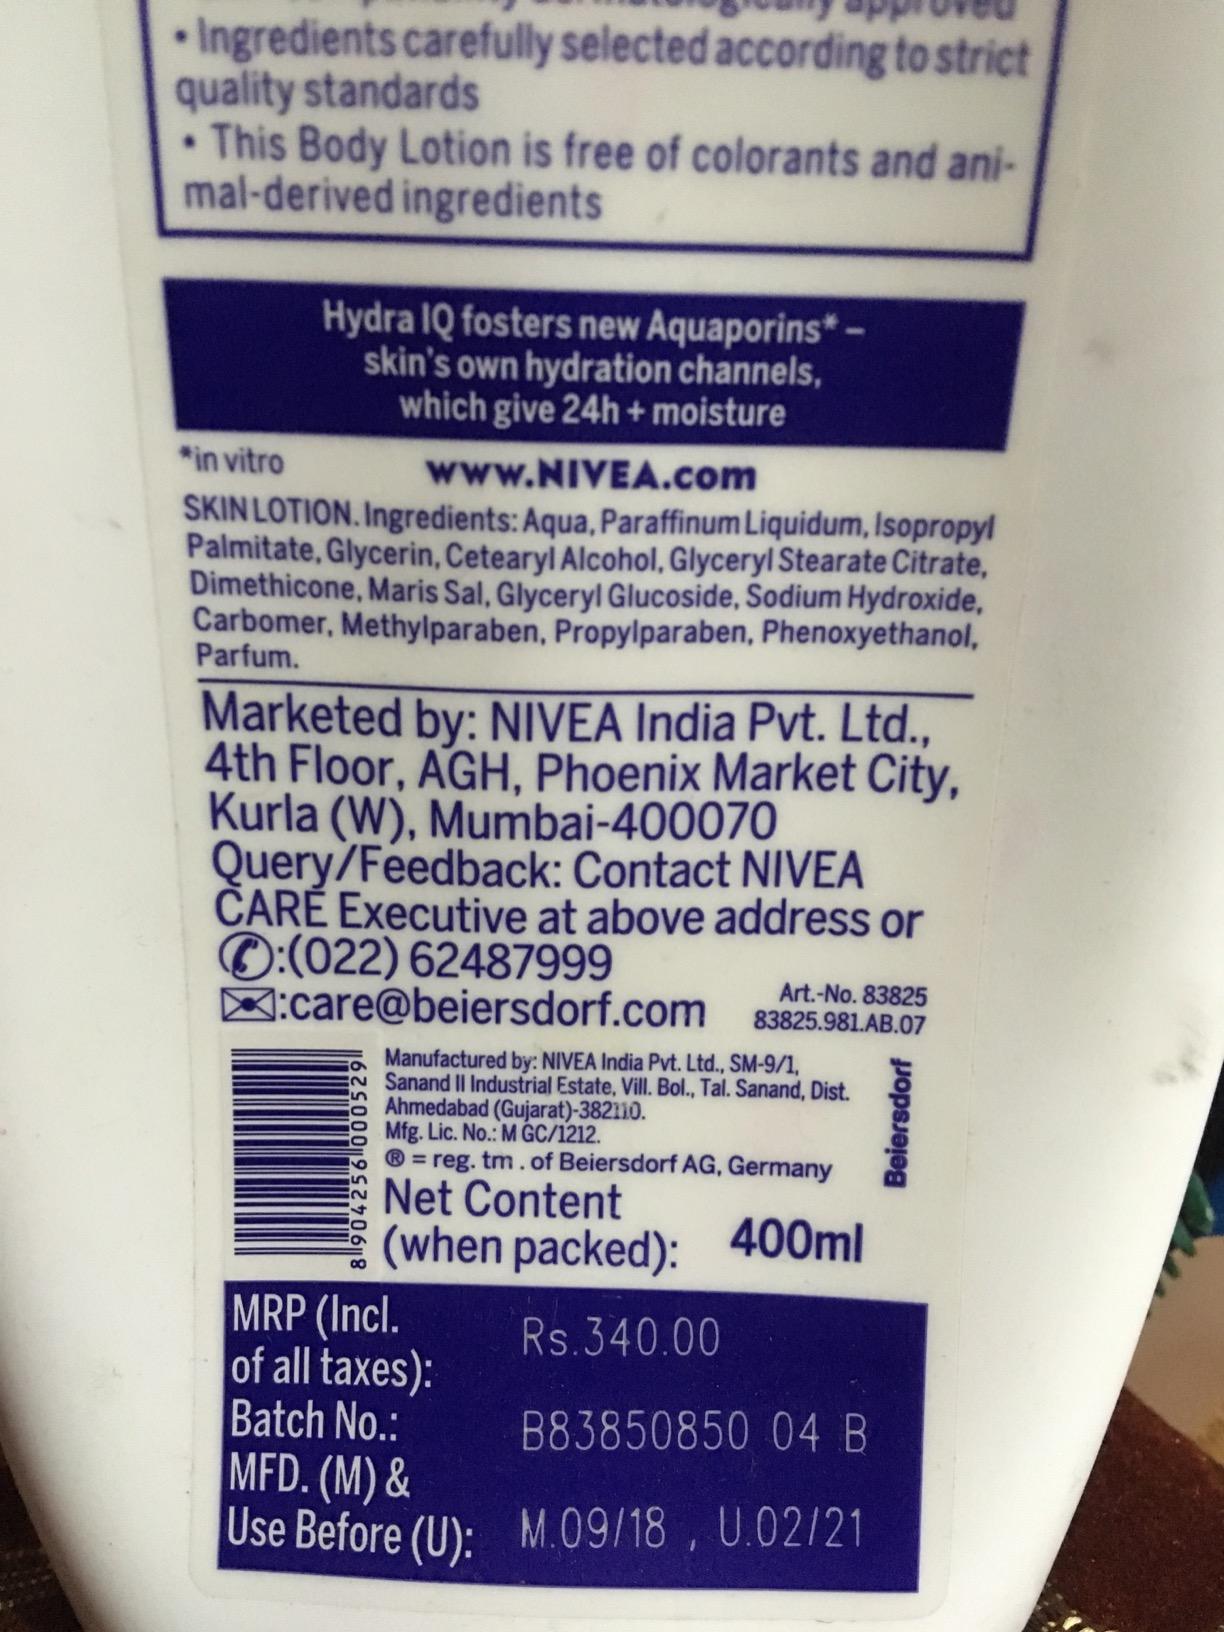 dermatologically approved
• Ingredients carefully selected according to strict
quality standards
• This Body Lotion is free of colorants and ani-
mal-derived ingredients
Hydra IQ fosters new Aquaporins* –
skin's own hydration channels,
which give 24h + moisture
*in vitro
www.NIVEA.com
SKIN LOTION. Ingredients: Aqua, Paraffinum Liquidum, Isopropyl
Palmitate, Glycerin, Cetearyl Alcohol, Glyceryl Stearate Citrate,
Dimethicone, Maris Sal, Glyceryl Glucoside, Sodium Hydroxide,
Carbomer, Methylparaben, Propylparaben, Phenoxyethanol,
Parfum.
Marketed by: NIVEA India Pvt. Ltd.,
4th Floor, AGH, Phoenix Market City,
Kurla (W), Mumbai-400070
Query/Feedback: Contact NIVEA
CARE Executive at above address or
:(022) 62487999
:care@beiersdorf.com
Art.-No. 83825
83825.981.AB.07
8 904256 000529
Manufactured by: NIVEA India Pvt. Ltd., SM-9/1,
Sanand II Industrial Estate, Vill. Bol., Tal. Sanand, Dist.
Ahmedabad (Gujarat)-382110.
Mfg. Lic. No.: M GC/1212.
® = reg. tm . of Beiersdorf AG, Germany
Beiersdorf
Net Content
(when packed): 400ml
MRP (Incl.
of all taxes): Rs.340.00
Batch No.: B83850850 04 B
MFD. (M) &
Use Before (U): M.09/18 , U.02/21